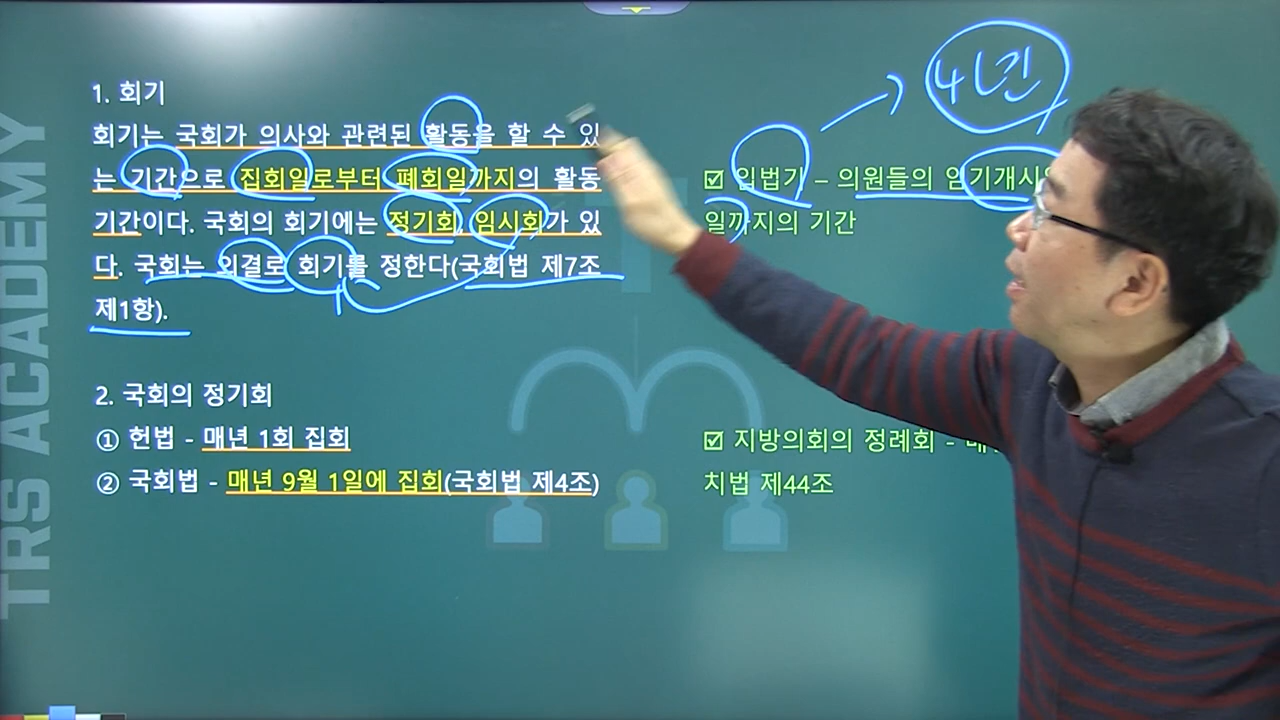 TRS ACADEMY
1. 회기
회기는 국회가 의사와 관련된 활동을 할 수 있
는 기간으로 집회일로부터 폐회일까지의 활동
기간이다. 국회의 회기에는 정기회, 임시회가 있
다. 국회는 의결로 회기를 정한다(국회법 제7조
제1항).
2. 국회의 정기회
① 헌법 - 매년 1회 집회
② 국회법 - 매년 9월 1일에 집회(국회법 제4조)
4년
☑ 입법기 – 의원들의 임기개시
일까지의 기간
☑ 지방의회의 정례회 -
치법 제44조